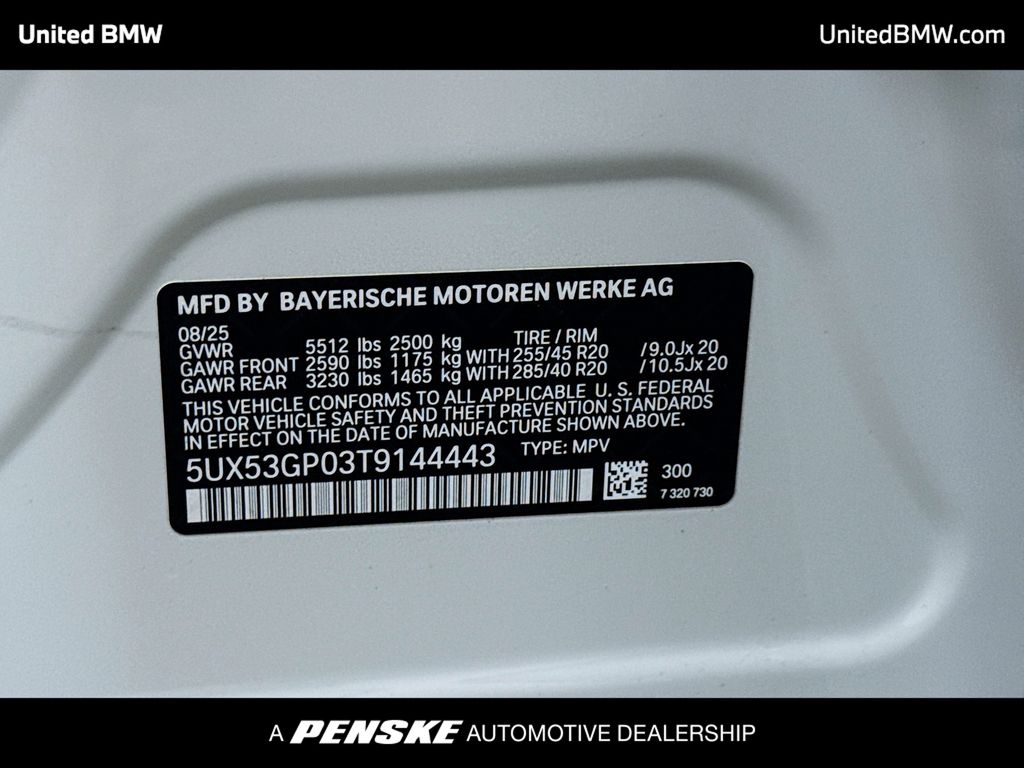 United BMW
UnitedBMW.com
MFD BY BAYERISCHE MOTOREN WERKE AG
08/25 TIRE / RIM
GVWR 5512 lbs 2500 kg
GAWR FRONT 2590 lbs 1175 kg WITH 255/45 R20 /9.0Jx 20
GAWR REAR 3230 lbs 1465 kg WITH 285/40 R20 /10.5Jx 20
THIS VEHICLE CONFORMS TO ALL APPLICABLE U. S. FEDERAL
MOTOR VEHICLE SAFETY AND THEFT PREVENTION STANDARDS
IN EFFECT ON THE DATE OF MANUFACTURE SHOWN ABOVE.
5UX53GP03T9144443 TYPE: MPV
300
7 320 730
A PENSKE AUTOMOTIVE DEALERSHIP